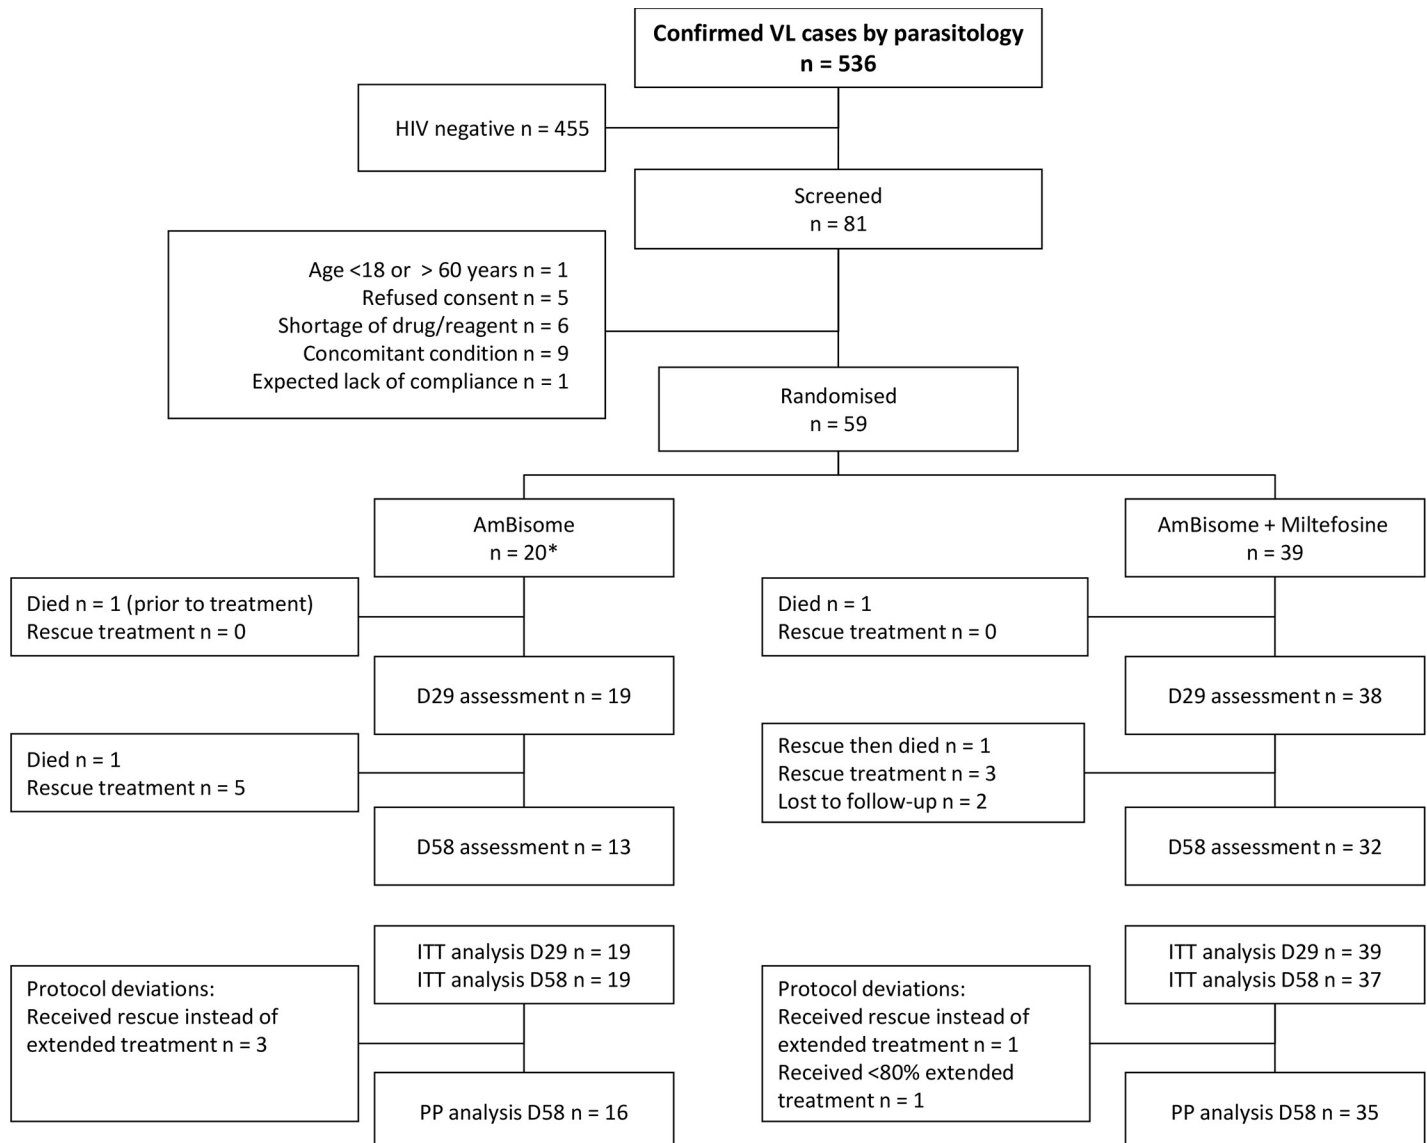 Confirmed VL cases by parasitology
n = 536
HIV negative n = 455
Screened
n = 81
Age <18 or  > 60 years n = 1
Refused consent n = 5
Shortage of drug/reagent n = 6
Concomitant condition n = 9
Expected lack of compliance n = 1
Randomised
n = 59
AmBisome
n = 20*
AmBisome + Miltefosine
n = 39
Died n = 1 (prior to treatment)
Rescue treatment n = 0
Died n = 1
Rescue treatment n = 0
D29 assessment n = 19
D29 assessment n = 38
Died n = 1
Rescue treatment n = 5
Rescue then died n = 1
Rescue treatment n = 3
Lost to follow-up n = 2
D58 assessment n = 13
D58 assessment n = 32
ITT analysis D29 n = 19
ITT analysis D58 n = 19
ITT analysis D29 n = 39
ITT analysis D58 n = 37
Protocol deviations:
Received rescue instead of
extended treatment n = 3
Protocol deviations:
Received rescue instead of
extended treatment n = 1
Received <80% extended
treatment n = 1
PP analysis D58 n = 16
PP analysis D58 n = 35